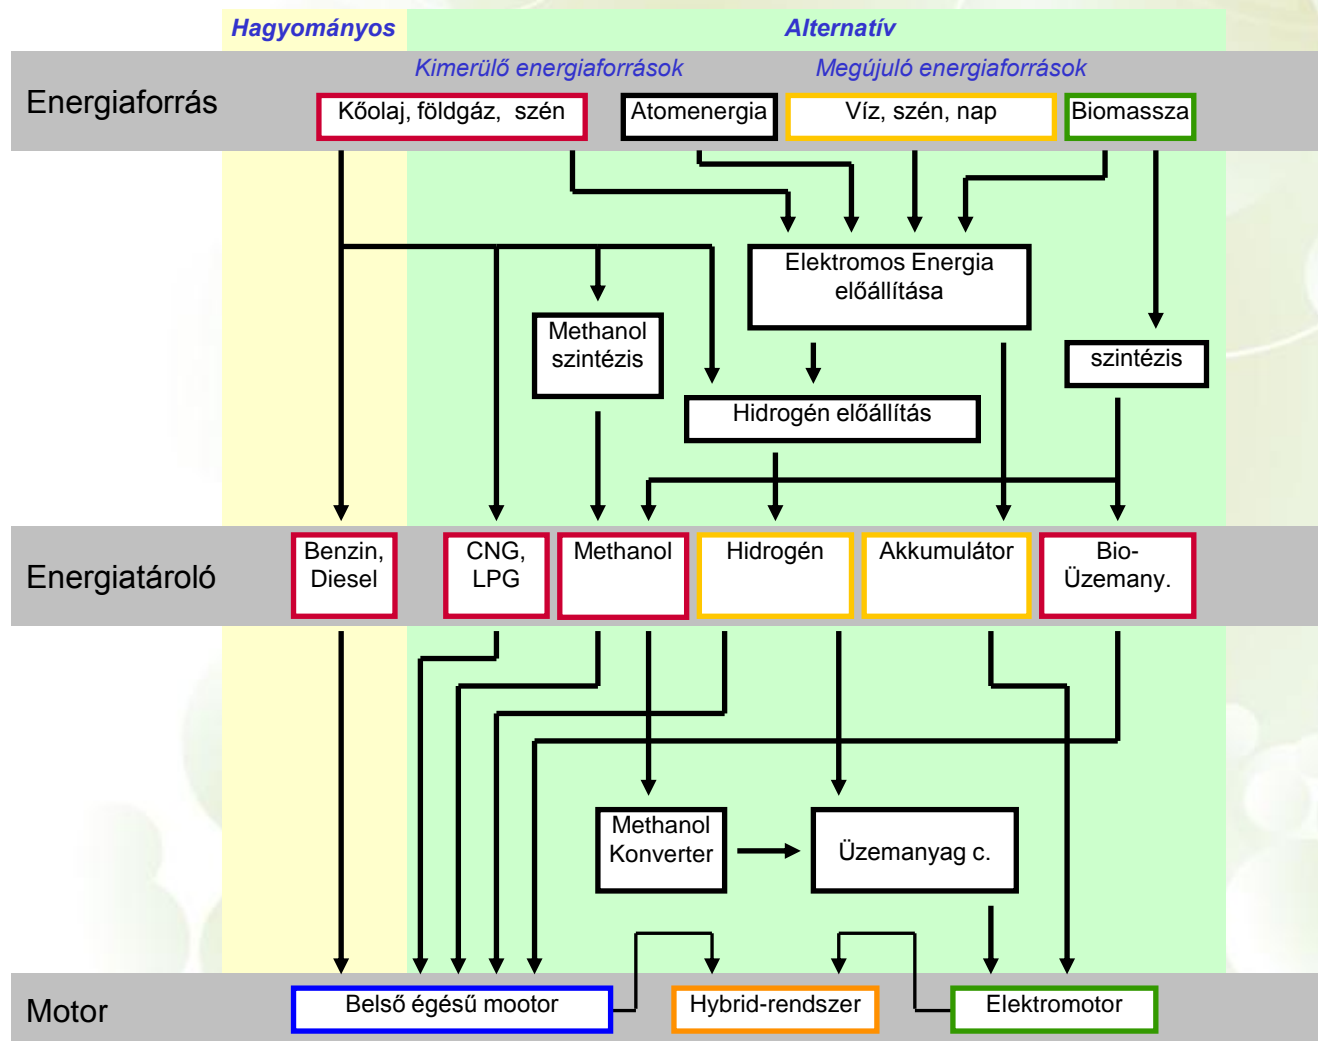 Hagyományos
Alternatív
Kimerülő energiaforrások
Megújuló energiaforrások
Energiaforrás
Kőolaj, földgáz, szén
Atomenergia
Víz, szén, nap
Biomassza
Elektromos Energia
előállítása
Methanol
szintézis
szintézis
Hidrogén előállítás
Energiatároló
Benzin,
Diesel
CNG,
LPG
Methanol
Hidrogén
Akkumulátor
Bio-
Üzemany.
Methanol
Konverter
Üzemanyag c.
Motor
Belső égésű mootor
Hybrid-rendszer
Elektromotor